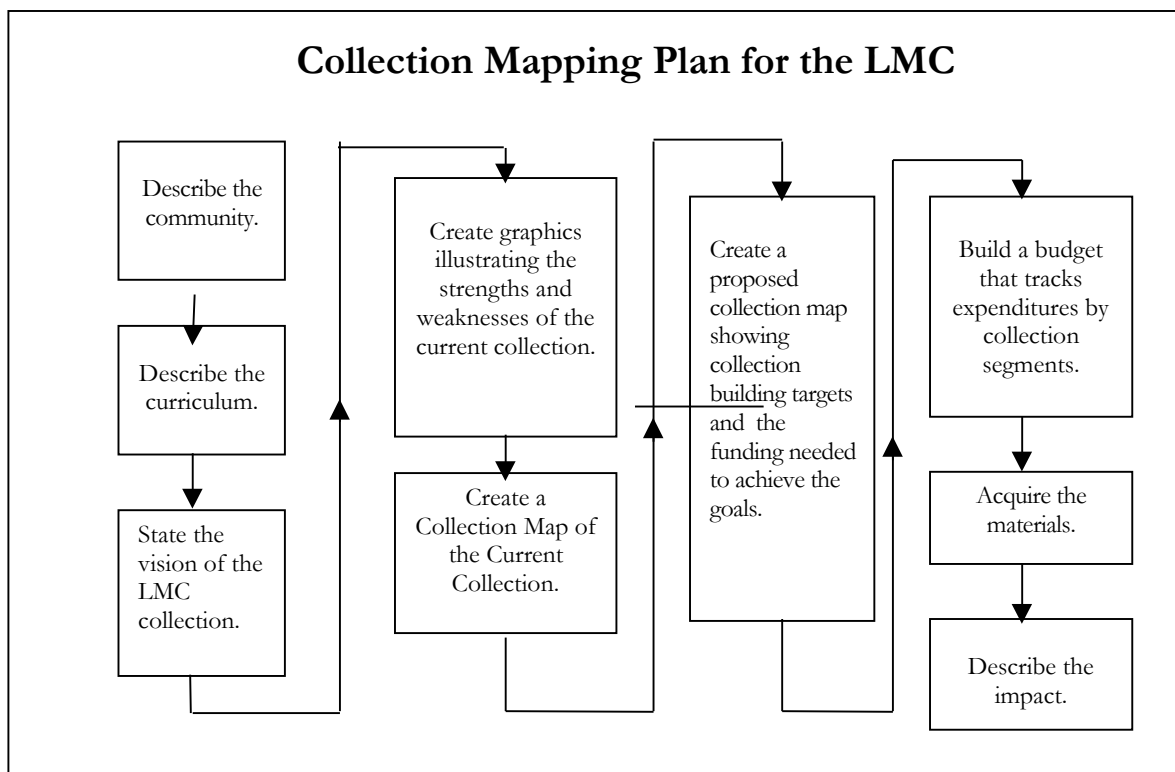 Collection Mapping Plan for the LMC
Describe the
community.
Describe the
curriculum.
State the
vision of the
LMC
collection.
Create graphics
illustrating the
strengths and
weaknesses of the
current collection.
Create a
Collection Map of
the Current
Collection.
Create a
proposed
collection map
showing
collection
building targets
and the
funding needed
to achieve the
goals.
Build a budget
that tracks
expenditures by
collection
segments.
Acquire the
materials.
Describe the
impact.